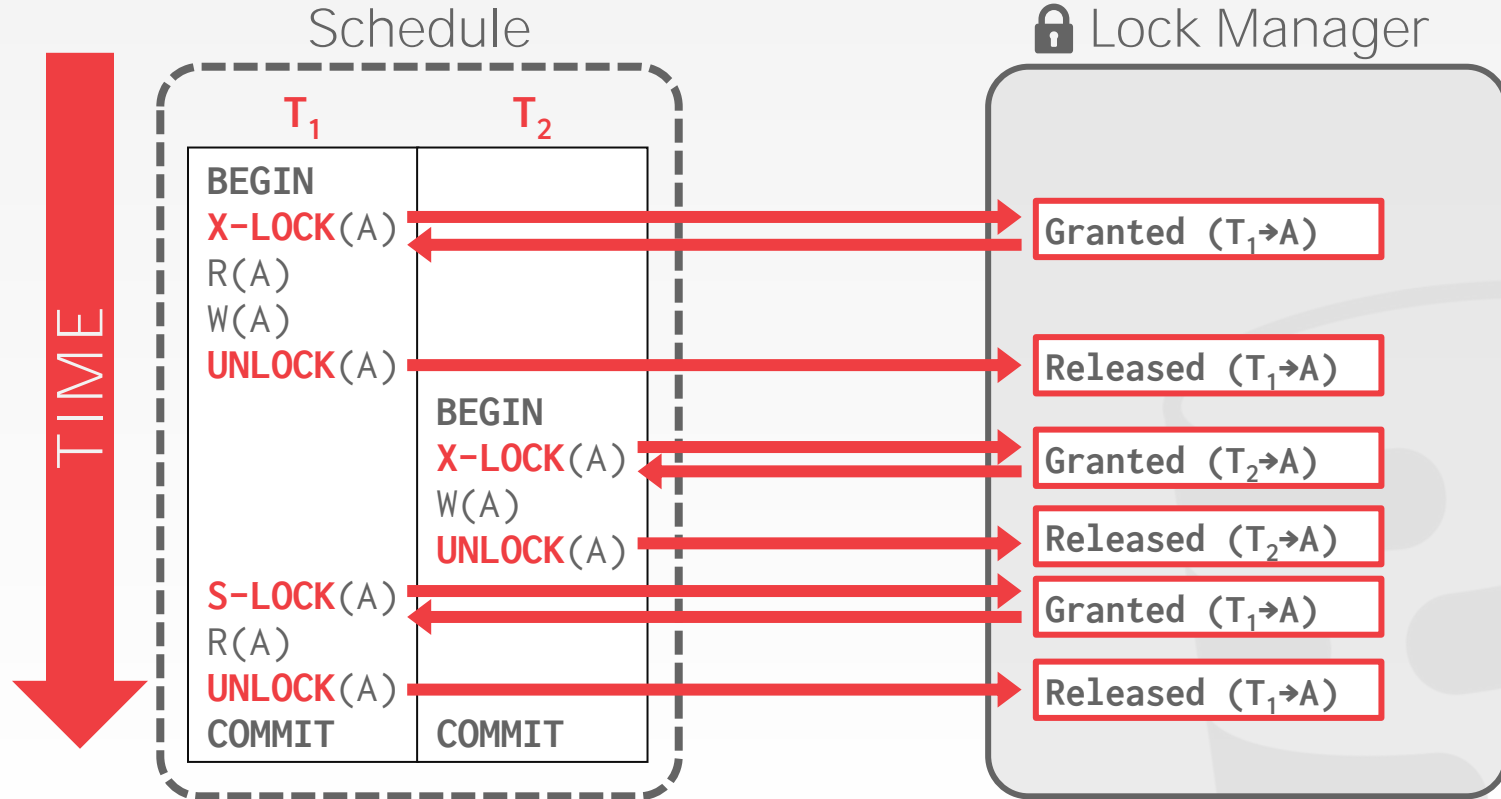 Schedule
Lock Manager
TIME
T₁ T₂
BEGIN
X-LOCK(A)
Granted (T₁→A)
R(A)
W(A)
UNLOCK(A)
Released (T₁→A)
BEGIN
X-LOCK(A)
Granted (T₂→A)
W(A)
UNLOCK(A)
Released (T₂→A)
S-LOCK(A)
Granted (T₁→A)
R(A)
UNLOCK(A)
Released (T₁→A)
COMMIT COMMIT